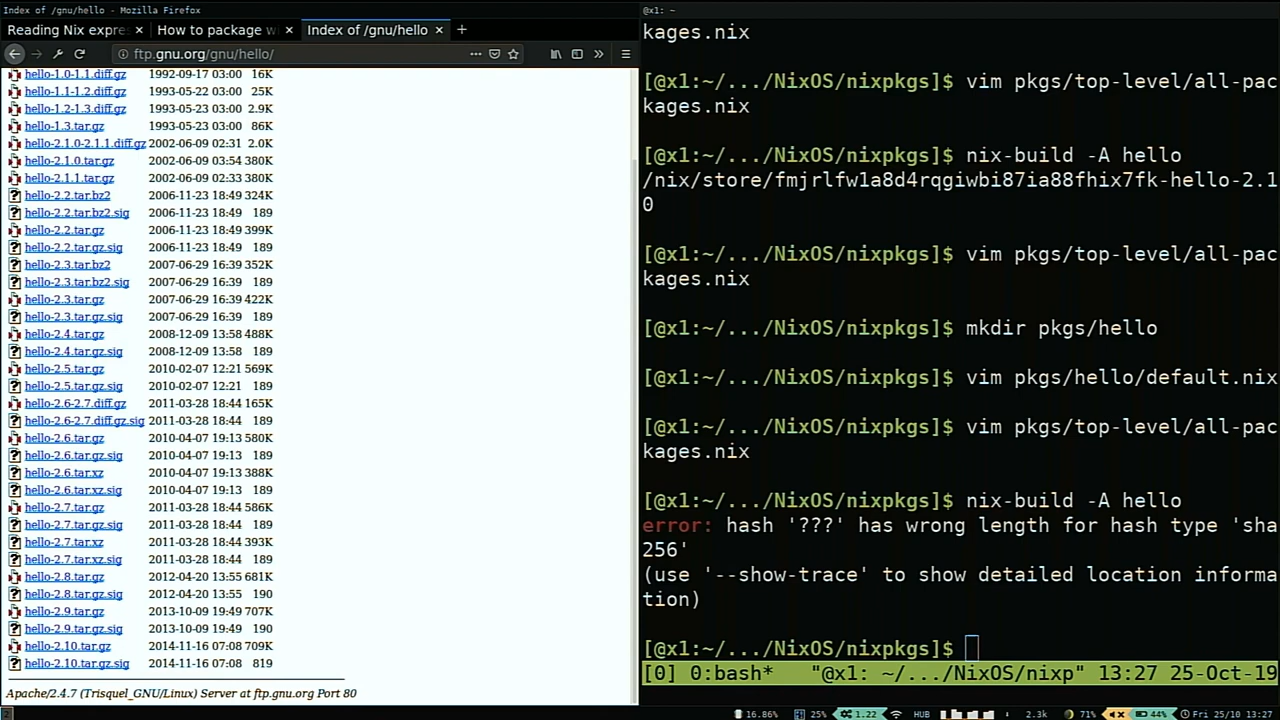 Index of /gnu/hello - Mozilla Firefox
Reading Nix expre × How to package w × Index of /gnu/hello × +
ftp.gnu.org/gnu/hello/
hello-1.0-1.1.diff.gz 1992-09-17 03:00 16K
hello-1.1-1.2.diff.gz 1993-05-22 03:00 25K
hello-1.2-1.3.diff.gz 1993-05-23 03:00 2.9K
hello-1.3.tar.gz 1993-05-23 03:00 86K
hello-2.1.0-2.1.1.diff.gz 2002-06-09 02:31 2.0K
hello-2.1.0.tar.gz 2002-06-09 03:54 380K
hello-2.1.1.tar.gz 2002-06-09 02:33 380K
hello-2.2.tar.bz2 2006-11-23 18:49 324K
hello-2.2.tar.bz2.sig 2006-11-23 18:49 189
hello-2.2.tar.gz 2006-11-23 18:49 399K
hello-2.2.tar.gz.sig 2006-11-23 18:49 189
hello-2.3.tar.bz2 2007-06-29 16:39 352K
hello-2.3.tar.bz2.sig 2007-06-29 16:39 189
hello-2.3.tar.gz 2007-06-29 16:39 422K
hello-2.3.tar.gz.sig 2007-06-29 16:39 189
hello-2.4.tar.gz 2008-12-09 13:58 488K
hello-2.4.tar.gz.sig 2008-12-09 13:58 189
hello-2.5.tar.gz 2010-02-07 12:21 569K
hello-2.5.tar.gz.sig 2010-02-07 12:21 189
hello-2.6-2.7.diff.gz 2011-03-28 18:44 165K
hello-2.6-2.7.diff.gz.sig 2011-03-28 18:44 189
hello-2.6.tar.gz 2010-04-07 19:13 580K
hello-2.6.tar.gz.sig 2010-04-07 19:13 189
hello-2.6.tar.xz 2010-04-07 19:13 388K
hello-2.6.tar.xz.sig 2010-04-07 19:13 189
hello-2.7.tar.gz 2011-03-28 18:44 586K
hello-2.7.tar.gz.sig 2011-03-28 18:44 189
hello-2.7.tar.xz 2011-03-28 18:44 393K
hello-2.7.tar.xz.sig 2011-03-28 18:44 189
hello-2.8.tar.gz 2012-04-20 13:55 681K
hello-2.8.tar.gz.sig 2012-04-20 13:55 190
hello-2.9.tar.gz 2013-10-09 19:49 707K
hello-2.9.tar.gz.sig 2013-10-09 19:49 190
hello-2.10.tar.gz 2014-11-16 07:08 709K
hello-2.10.tar.gz.sig 2014-11-16 07:08 819
Apache/2.4.7 (Trisquel_GNU/Linux) Server at ftp.gnu.org Port 80
@x1: ~
kages.nix
[@x1:~/.../NixOS/nixpkgs]$ vim pkgs/top-level/all-pac
kages.nix
[@x1:~/.../NixOS/nixpkgs]$ nix-build -A hello
/nix/store/fmjrlfw1a8d4rqgiwbi87ia88fhix7fk-hello-2.1
0
[@x1:~/.../NixOS/nixpkgs]$ vim pkgs/top-level/all-pac
kages.nix
[@x1:~/.../NixOS/nixpkgs]$ mkdir pkgs/hello
[@x1:~/.../NixOS/nixpkgs]$ vim pkgs/hello/default.nix
[@x1:~/.../NixOS/nixpkgs]$ vim pkgs/top-level/all-pac
kages.nix
[@x1:~/.../NixOS/nixpkgs]$ nix-build -A hello
error: hash '???' has wrong length for hash type 'sha
256'
(use '--show-trace' to show detailed location informa
tion)
[@x1:~/.../NixOS/nixpkgs]$
[0] 0:bash* "@x1: ~/.../NixOS/nixp" 13:27 25-Oct-19
2 16.86% 25% 1.22 HUB 2.3k 71% 44% Fri 25/10 13:27